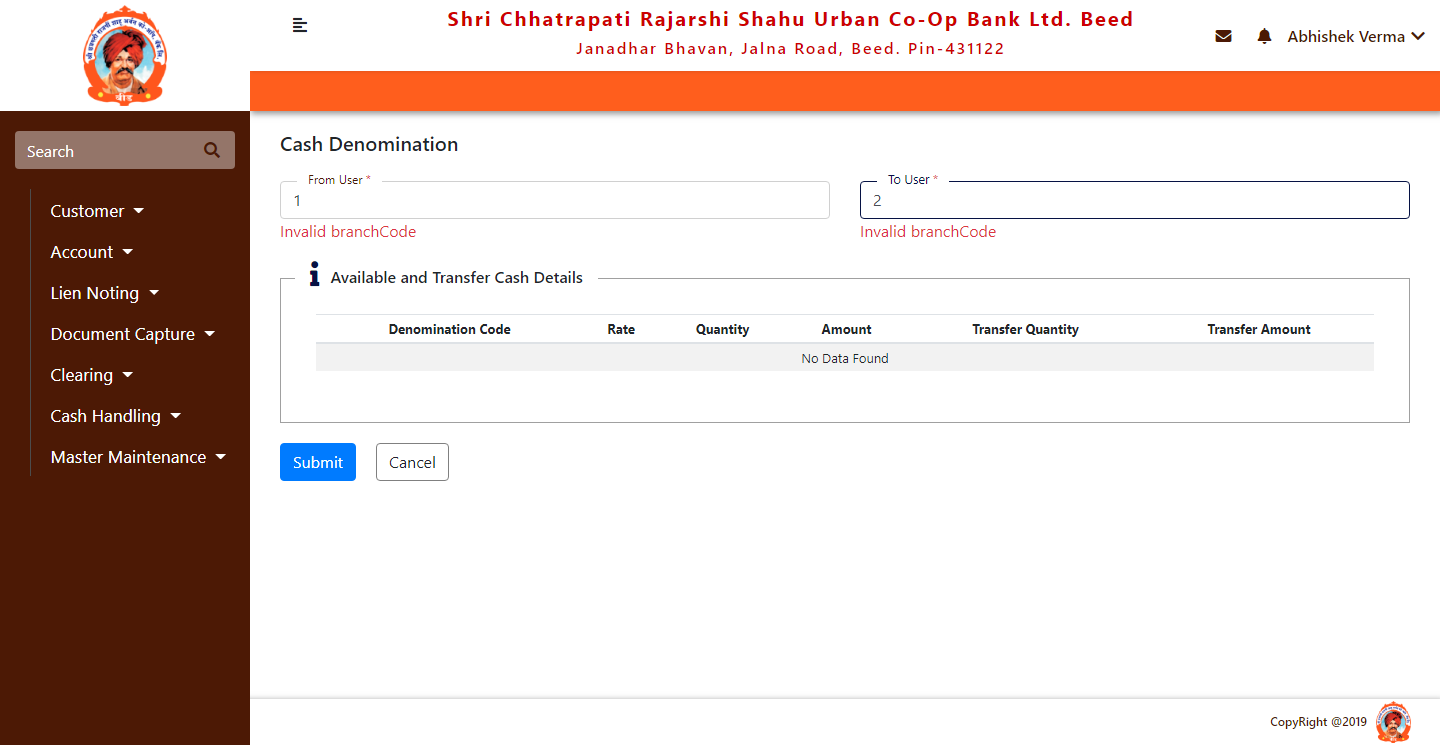 Shri Chhatrapati Rajarshi Shahu Urban Co-Op Bank Ltd. Beed
Janadhar Bhavan, Jalna Road, Beed. Pin-431122
Abhishek Verma
बीड
Search
Customer
Account
Lien Noting
Document Capture
Clearing
Cash Handling
Master Maintenance
Cash Denomination
From User *
1
Invalid branchCode
To User *
2
Invalid branchCode
Available and Transfer Cash Details
Denomination Code Rate Quantity Amount Transfer Quantity Transfer Amount
No Data Found
Submit Cancel
CopyRight @2019